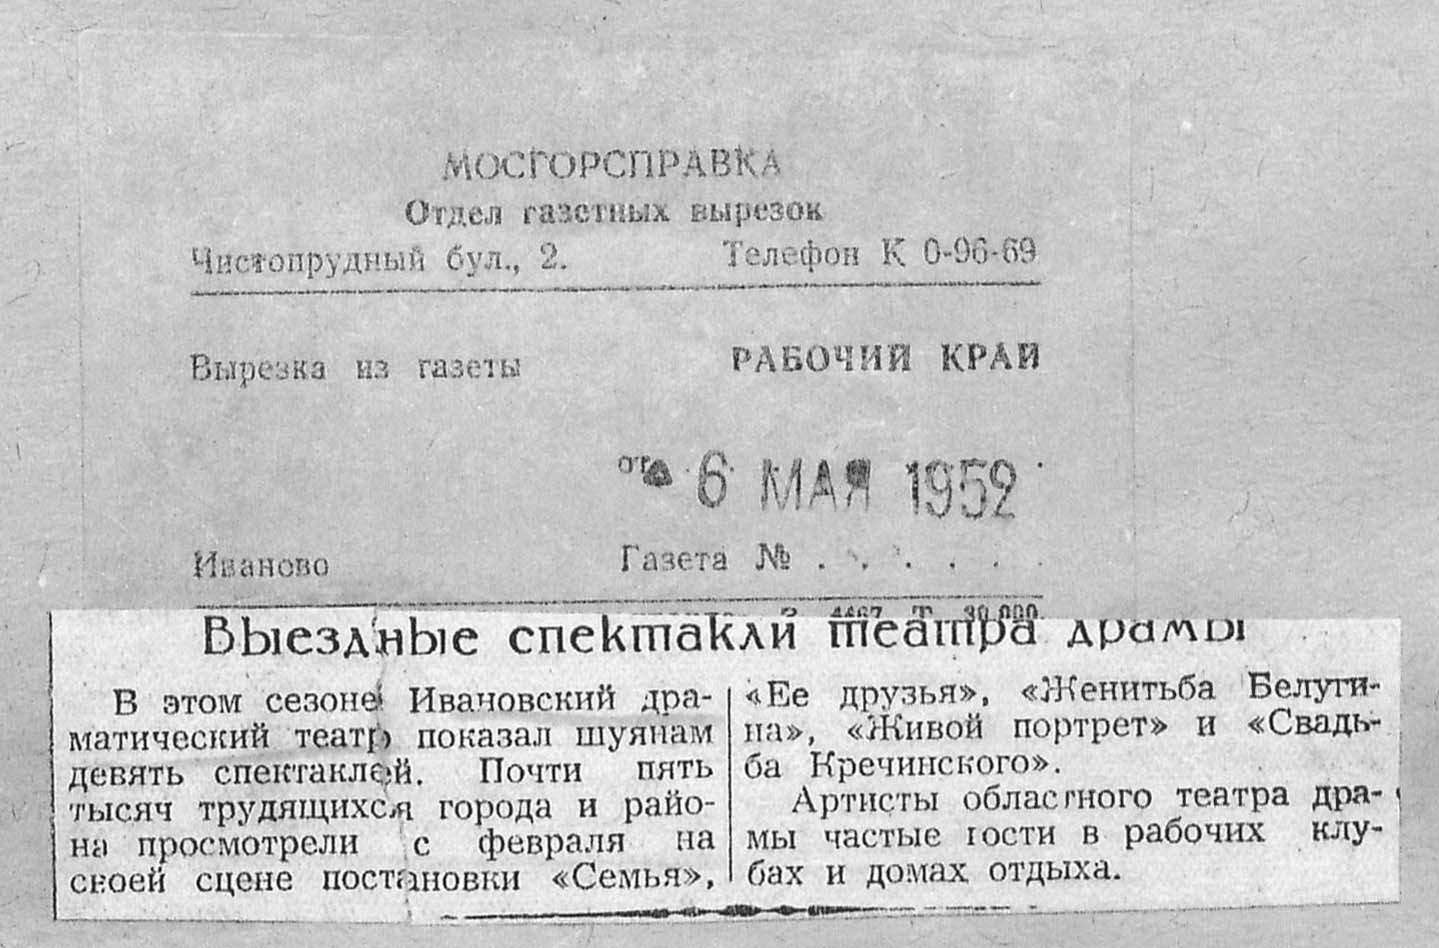 МОСГОРСПРАВКА
Отдел газетных вырезок
Чистопрудный бул., 2. Телефон К 0-96-69
Вырезка из газеты РАБОЧИЙ КРАЙ
от 6 МАЯ 1952
Иваново Газета № . . . . . .
4467 Т. 30.000
Выездные спектакли театра драмы
В этом сезоне Ивановский дра-
матический театр показал шуянам
девять спектаклей. Почти пять
тысяч трудящихся города и райо-
на просмотрели с февраля на
своей сцене постановки «Семья»,
«Ее друзья», «Женитьба Белуги-
на», «Живой портрет» и «Свадь-
ба Кречинского».
Артисты областного театра дра-
мы частые гости в рабочих клу-
бах и домах отдыха.